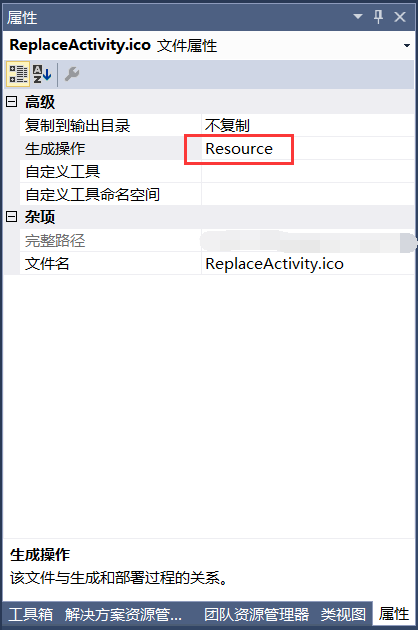 属性
ReplaceActivity.ico 文件属性
高级
复制到输出目录 不复制
生成操作 Resource
自定义工具
自定义工具命名空间
杂项
完整路径
文件名 ReplaceActivity.ico
生成操作
该文件与生成和部署过程的关系。
工具箱 解决方案资源管... 团队资源管理器 类视图 属性